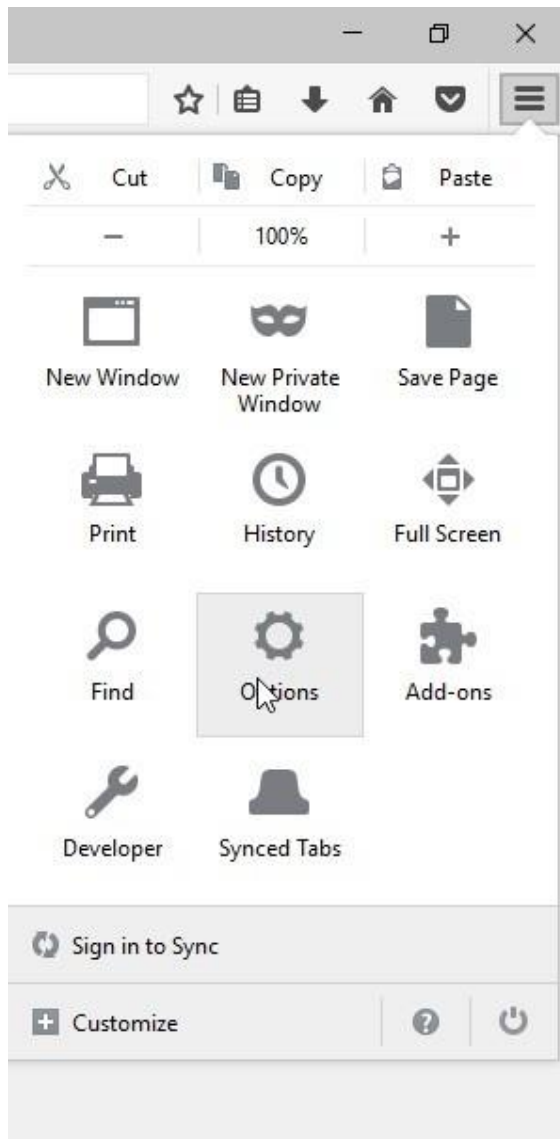 Cut Copy Paste
100%
New Window New Private Window Save Page
Print History Full Screen
Find Options Add-ons
Developer Synced Tabs
Sign in to Sync
Customize